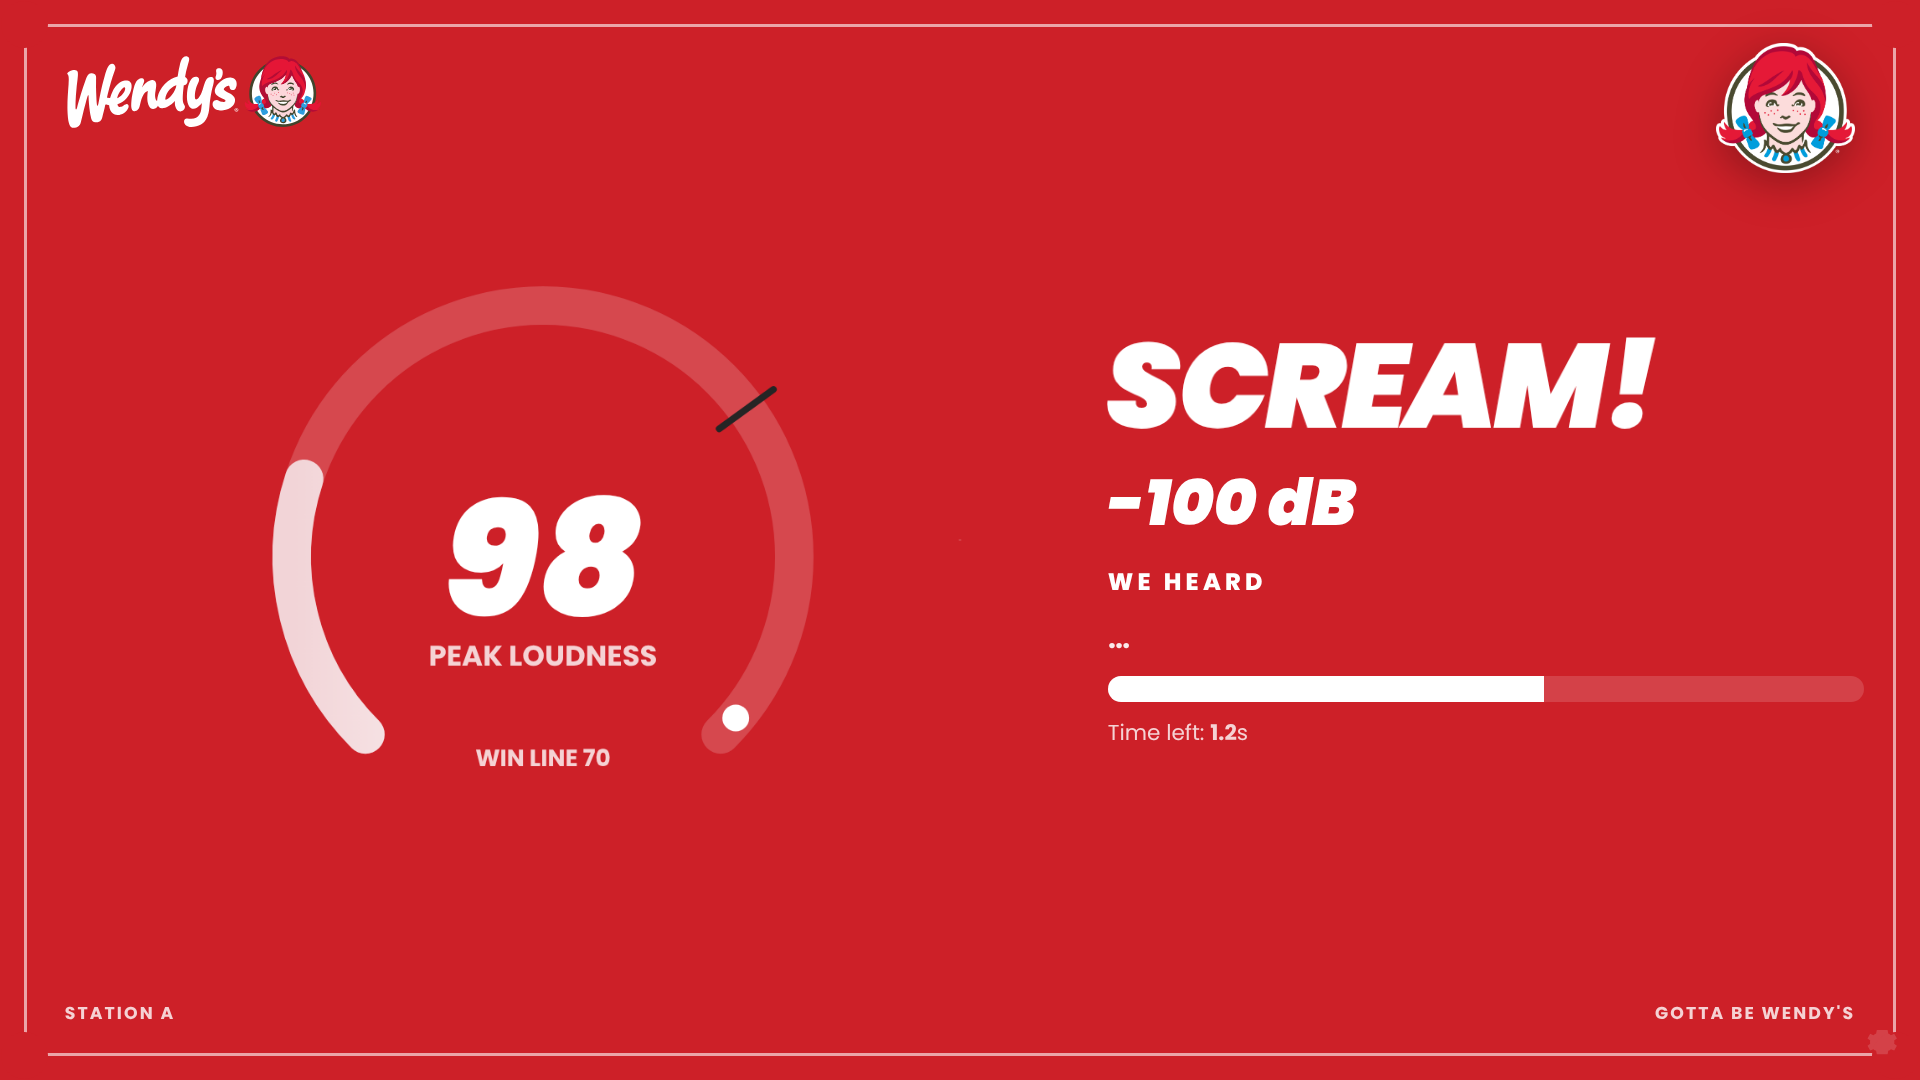 Wendy's
SCREAM!
-100 dB
98
WE HEARD
PEAK LOUDNESS
...
Time left: 1.2s
WIN LINE 70
STATION A
GOTTA BE WENDY'S